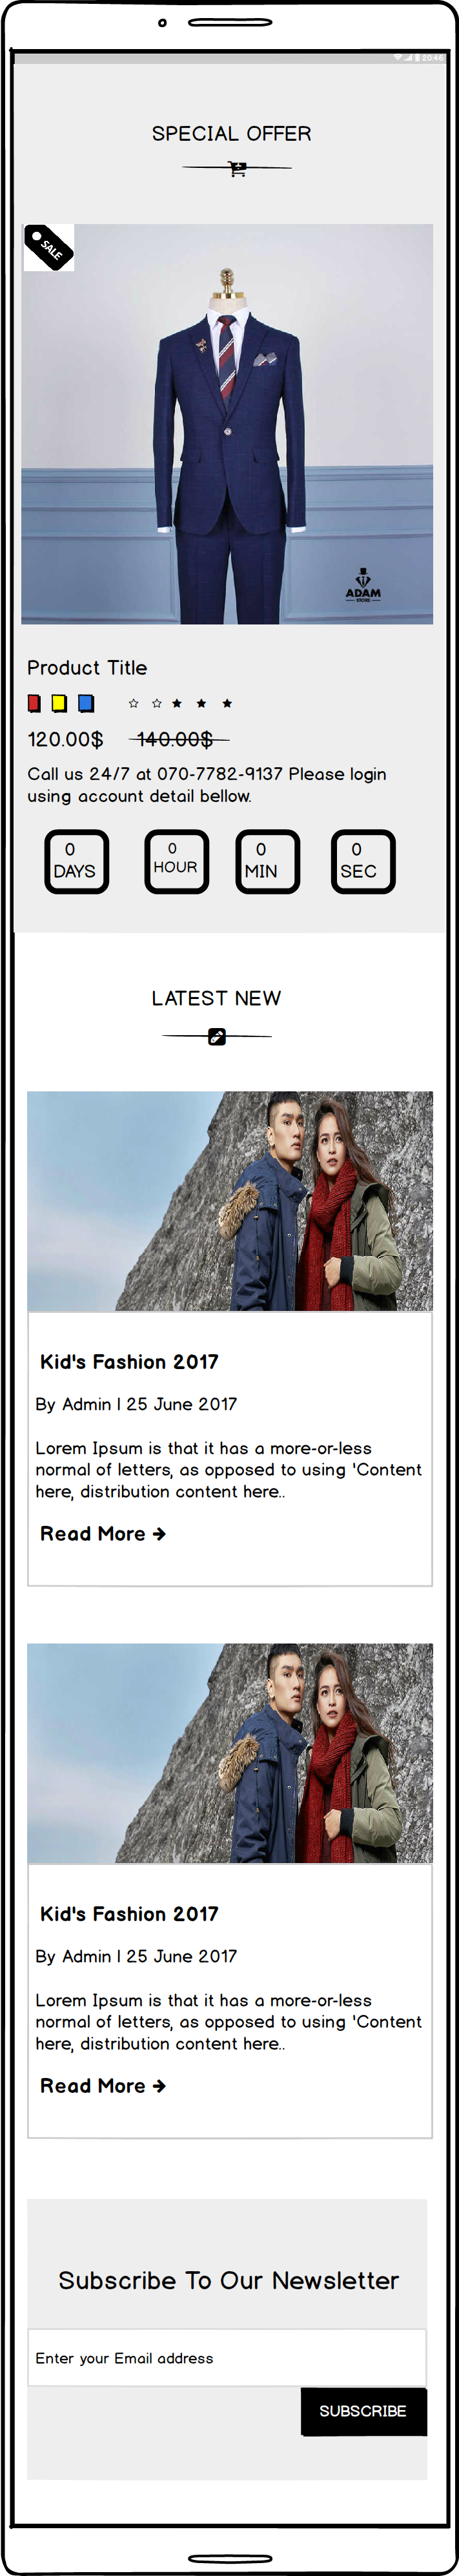 20:46
SPECIAL OFFER
SALE
ADAM
STORE
Product Title
120.00$ 140.00$
Call us 24/7 at 070-7782-9137 Please login
using account detail bellow.
0 0 0 0
DAYS HOUR MIN SEC
LATEST NEW
Kid's Fashion 2017
By Admin | 25 June 2017
Lorem Ipsum is that it has a more-or-less
normal of letters, as opposed to using 'Content
here, distribution content here..
Read More →
Kid's Fashion 2017
By Admin | 25 June 2017
Lorem Ipsum is that it has a more-or-less
normal of letters, as opposed to using 'Content
here, distribution content here..
Read More →
Subscribe To Our Newsletter
Enter your Email address
SUBSCRIBE